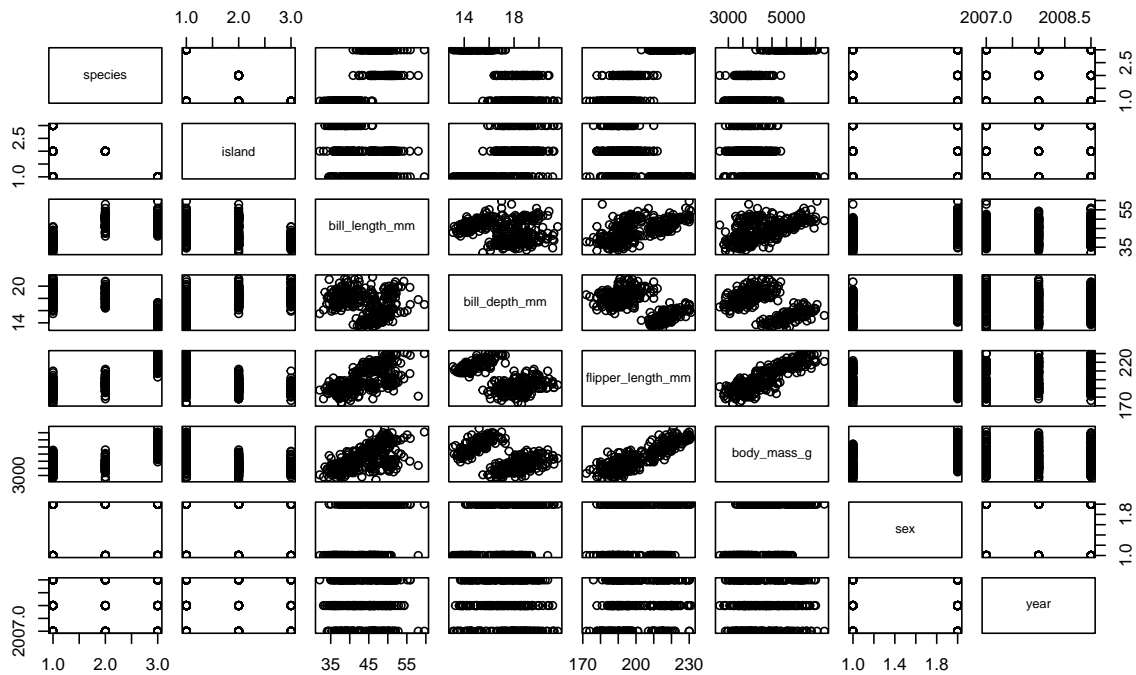 1.0 2.0 3.0 14 18 3000 5000 2007.0 2008.5
species 1.0 2.5
1.0 2.5 island
bill_length_mm 35 45 55
14 20 bill_depth_mm
flipper_length_mm 170 220
3000 body_mass_g
sex 1.0 1.8
2007.0 year
1.0 2.0 3.0 35 45 55 170 200 230 1.0 1.4 1.8